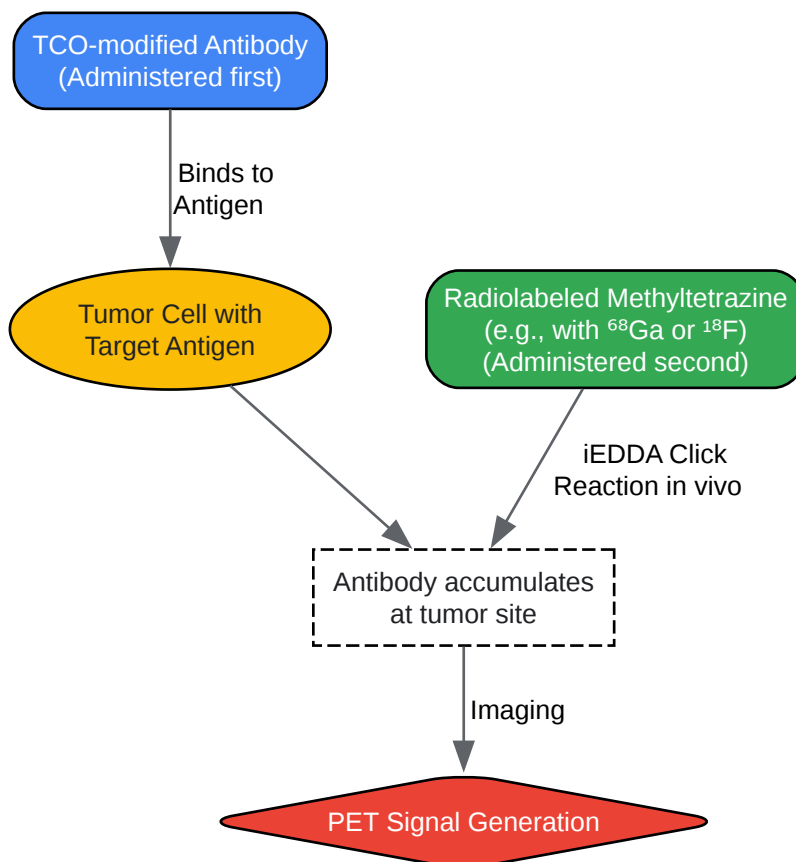 TCO-modified Antibody
(Administered first)
Binds to
Antigen
Tumor Cell with
Target Antigen
Radiolabeled Methyltetrazine
(e.g., with ⁶⁸Ga or ¹⁸F)
(Administered second)
iEDDA Click
Reaction in vivo
Antibody accumulates
at tumor site
Imaging
PET Signal Generation